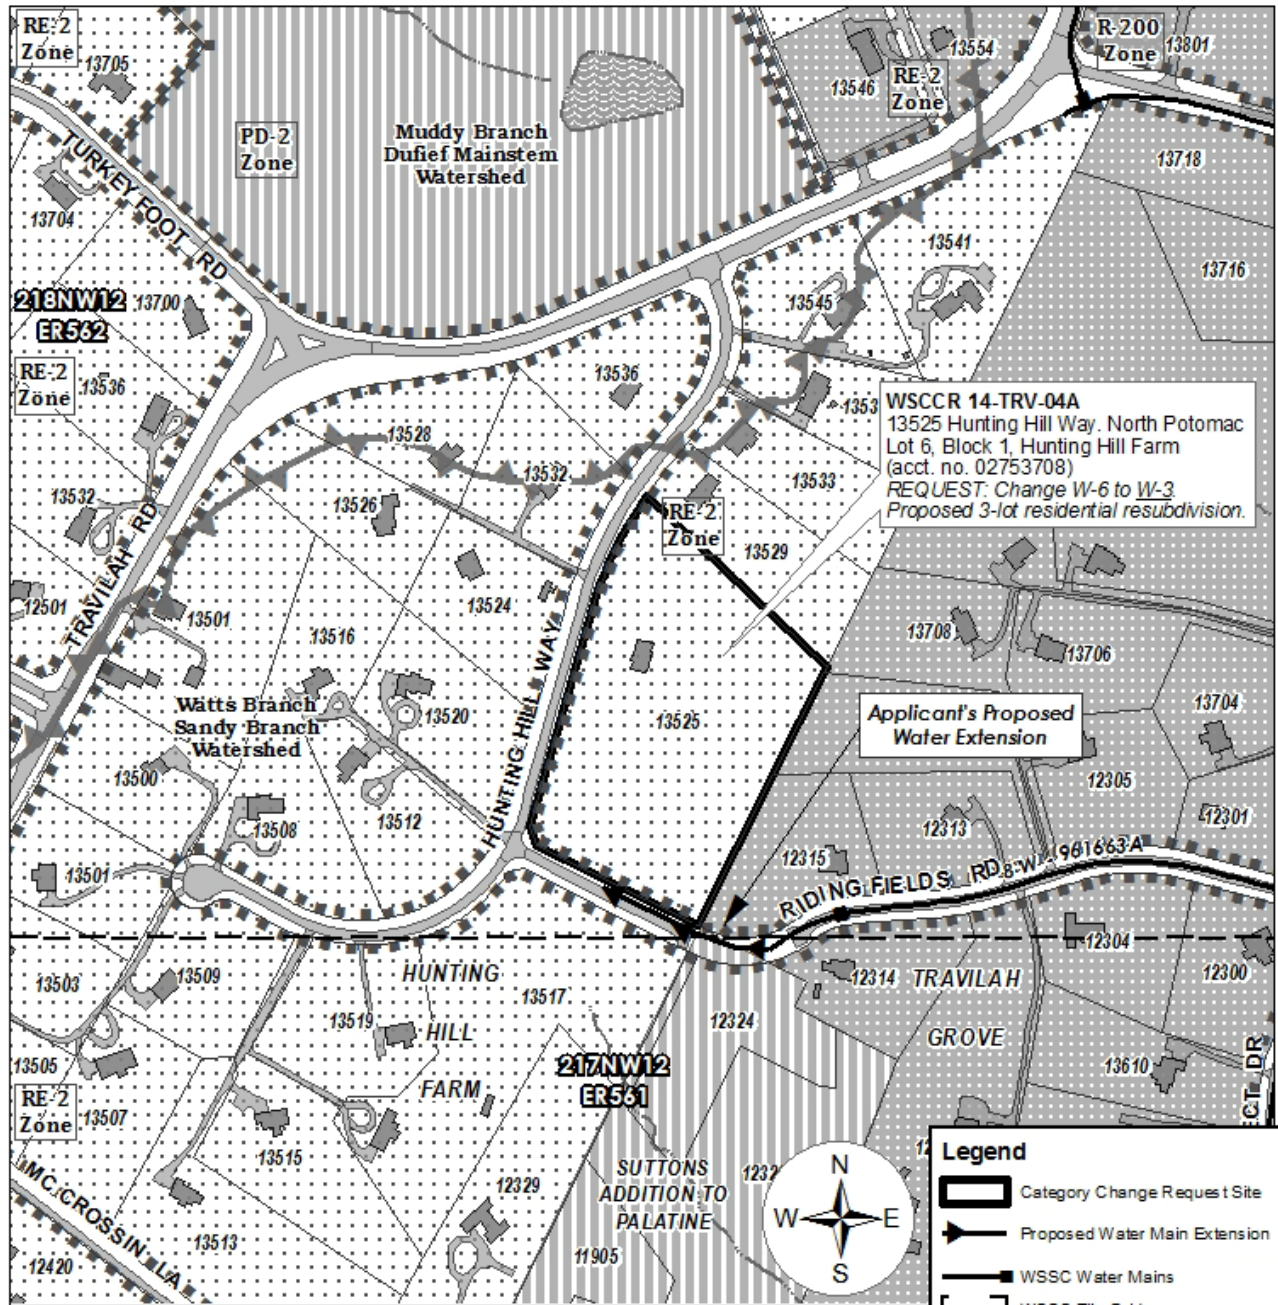 RE-2
Zone
13705
PD-2
Zone
Muddy Branch
Dufief Mainstem
Watershed
13554
13546
RE-2
Zone
R-200
Zone
13801
13718
TURKEY FOOT RD
13704
13541
13716
218NW12
ER562
13700
13545
RE-2
Zone
13536
13536
WSCCR 14-TRV-04A
13525 Hunting Hill Way. North Potomac
Lot 6, Block 1, Hunting Hill Farm
(acct. no. 02753708)
REQUEST: Change W-6 to W-3.
Proposed 3-lot residential resubdivision.
13528
13532
13533
13532
13526
RE-2
Zone
13529
TRAVILAH RD
12501
13501
13524
13516
13708
13706
Watts Branch
Sandy Branch
Watershed
13520
HUNTING HILL WAY
13525
Applicant's Proposed
Water Extension
13704
13500
13512
12305
13508
12313
12301
13501
12315
RIDING FIELDS RD
8-W - 961663A
12304
13503
13509
HUNTING
13517
12314
TRAVILAH
12300
13519
HILL
12324
GROVE
13505
217NW12
ER561
13610
FARM
RE-2
Zone
13507
ECT DR
13515
SUTTONS
ADDITION TO
PALATINE
12329
MC CROSSIN LA
13513
12420
11905
N
W E
S
Legend
Category Change Request Site
Proposed Water Main Extension
WSSC Water Mains